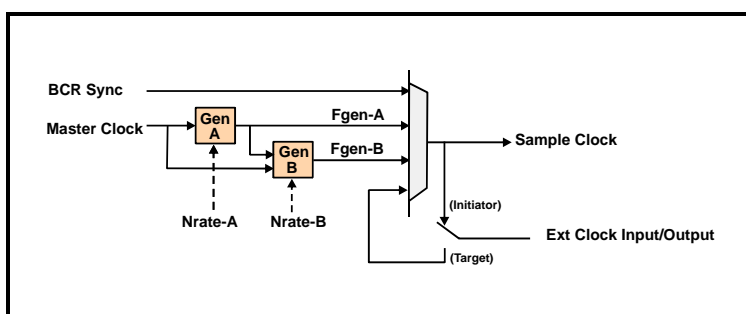 BCR Sync
Master Clock
Gen
A
Fgen-A
Gen
B
Fgen-B
Sample Clock
Nrate-A
Nrate-B
(Initiator)
Ext Clock Input/Output
(Target)